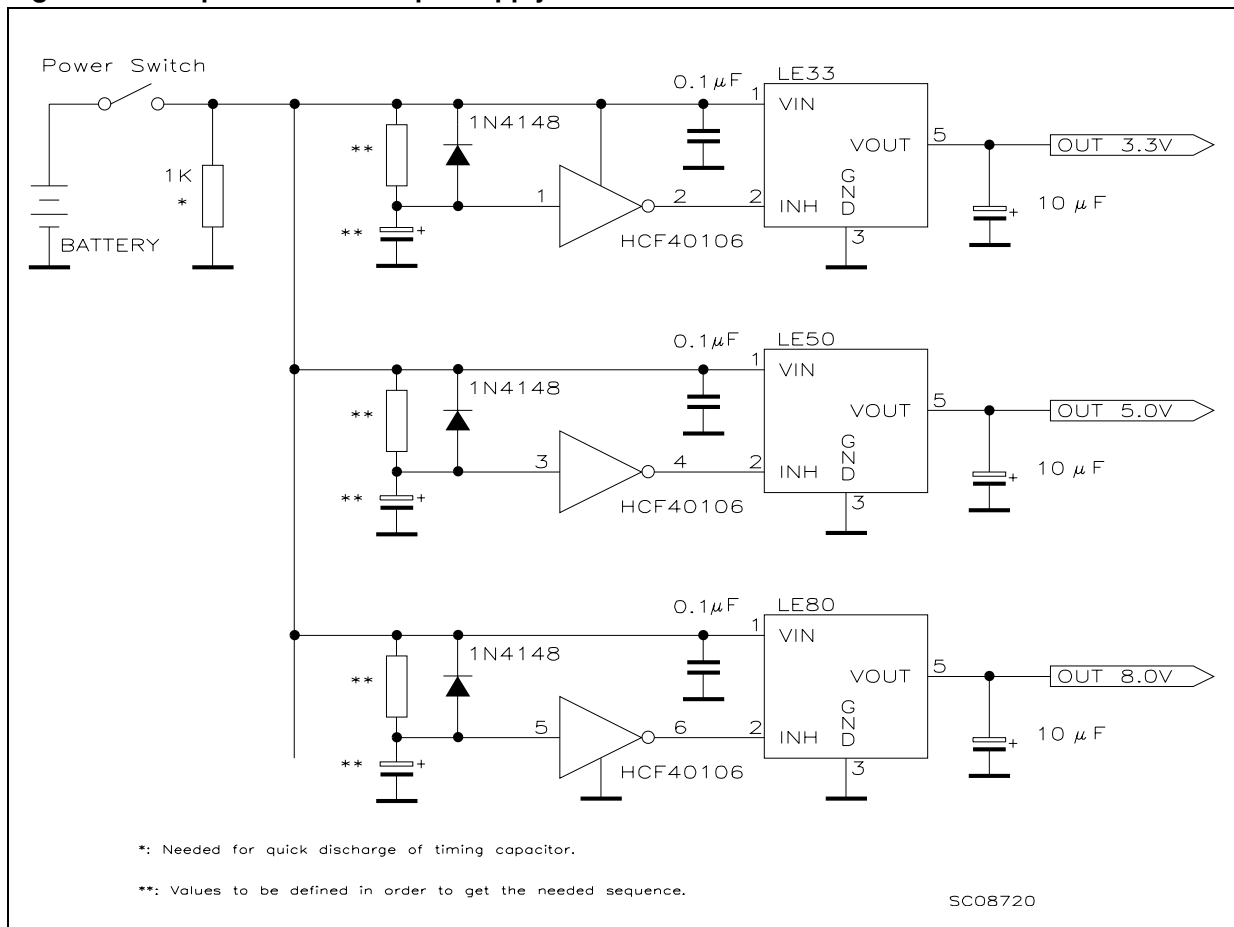 Power Switch
1K
*
BATTERY
**
**
1N4148
1
2
HCF40106
0.1μF
LE33
1
VIN
2
INH
VOUT
GND
3
5
10 μF
+
+
OUT 3.3V
**
**
1N4148
3
4
HCF40106
0.1μF
LE50
1
VIN
2
INH
VOUT
GND
3
5
10 μF
+
+
OUT 5.0V
**
**
1N4148
5
6
HCF40106
0.1μF
LE80
1
VIN
2
INH
VOUT
GND
3
5
10 μF
+
+
OUT 8.0V
*: Needed for quick discharge of timing capacitor.
**: Values to be defined in order to get the needed sequence.
SC08720